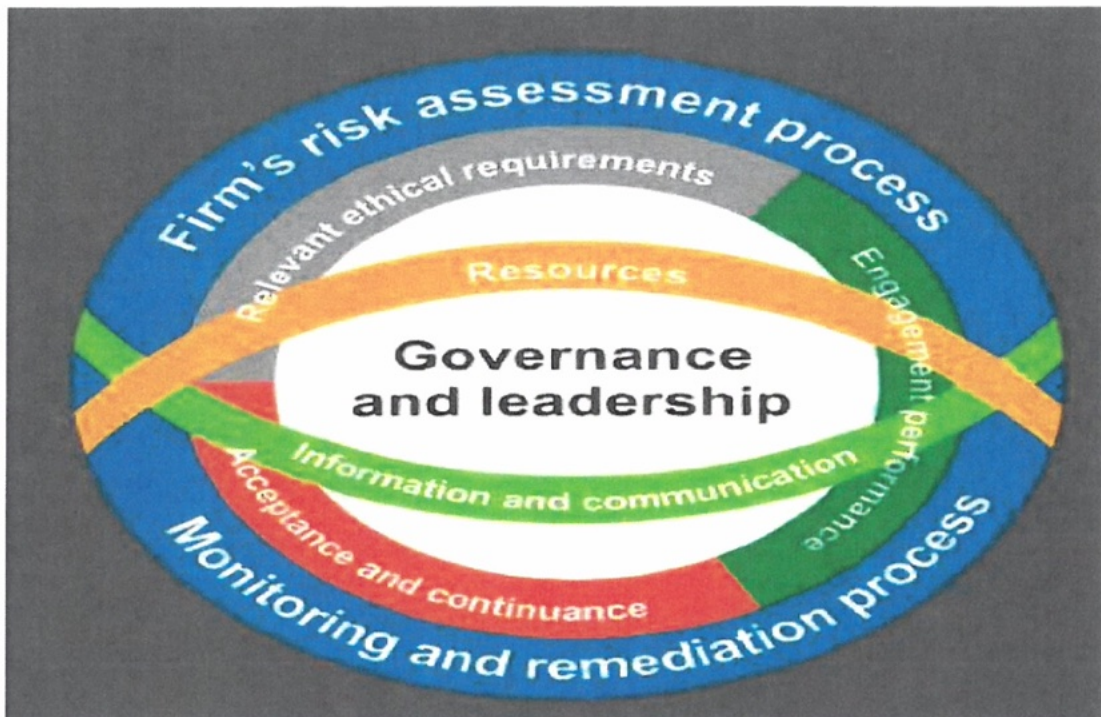 Firm's risk assessment process
Relevant ethical requirements
Resources
Engagement performance
Governance
and leadership
Information and communication
Acceptance and continuance
Monitoring and remediation process